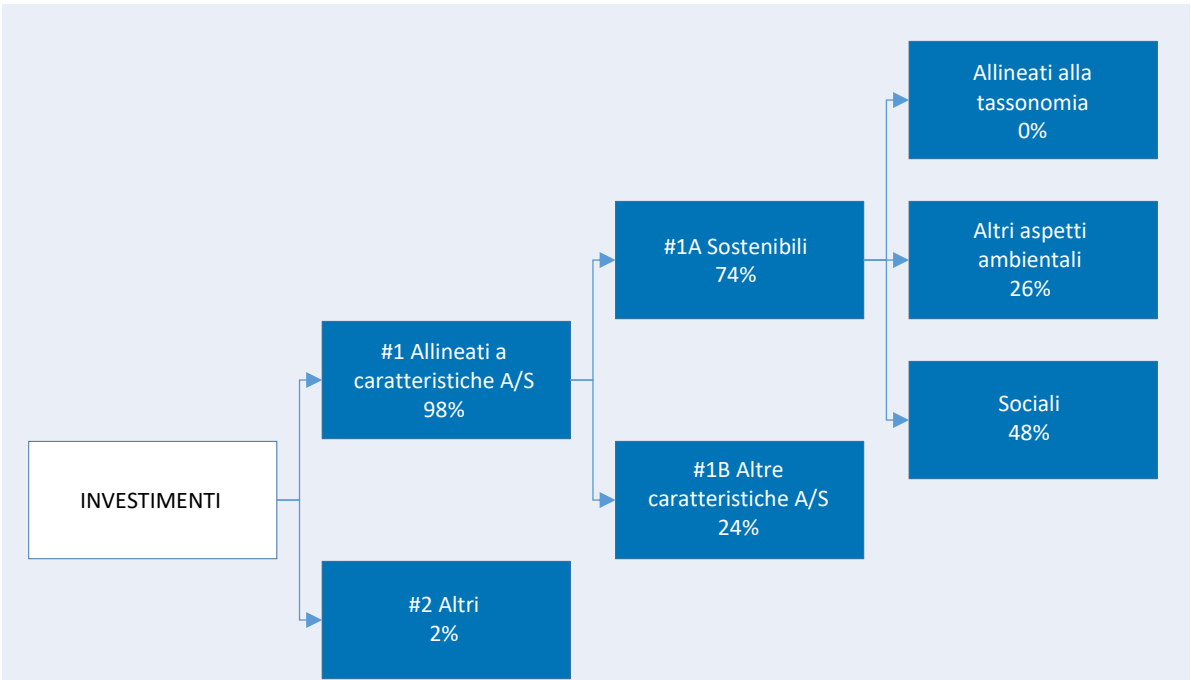 INVESTIMENTI
#1 Allineati a
caratteristiche A/S
98%
#2 Altri
2%
#1A Sostenibili
74%
#1B Altre
caratteristiche A/S
24%
Allineati alla
tassonomia
0%
Altri aspetti
ambientali
26%
Sociali
48%